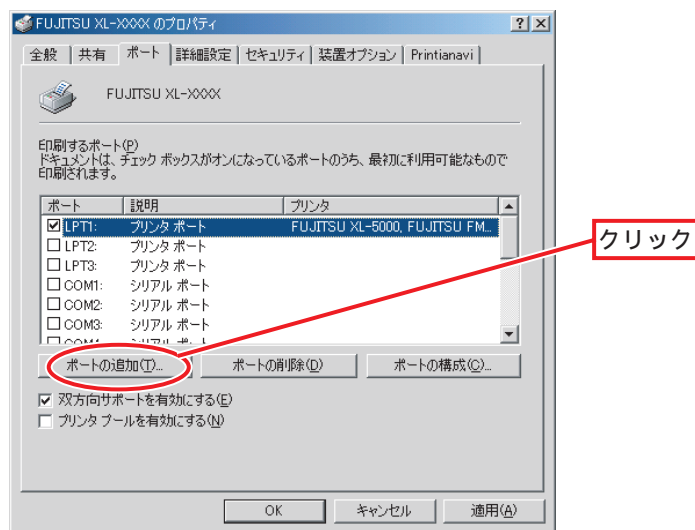 FUJITSU XL-XXXX のプロパティ
全般 共有 ポート 詳細設定 セキュリティ 装置オプション Printianavi
FUJITSU XL-XXXX
印刷するポート(P)
ドキュメントは、チェック ボックスがオンになっているポートのうち、最初に利用可能なもので
印刷されます。
ポート 説明 プリンタ
LPT1: プリンタ ポート FUJITSU XL-5000, FUJITSU FM...
LPT2: プリンタ ポート
LPT3: プリンタ ポート
COM1: シリアル ポート
COM2: シリアル ポート
COM3: シリアル ポート
COM4: シリアル ポート
クリック
ポートの追加(T)... ポートの削除(D) ポートの構成(C)...
双方向サポートを有効にする(E)
プリンタ プールを有効にする(N)
OK キャンセル 適用(A)